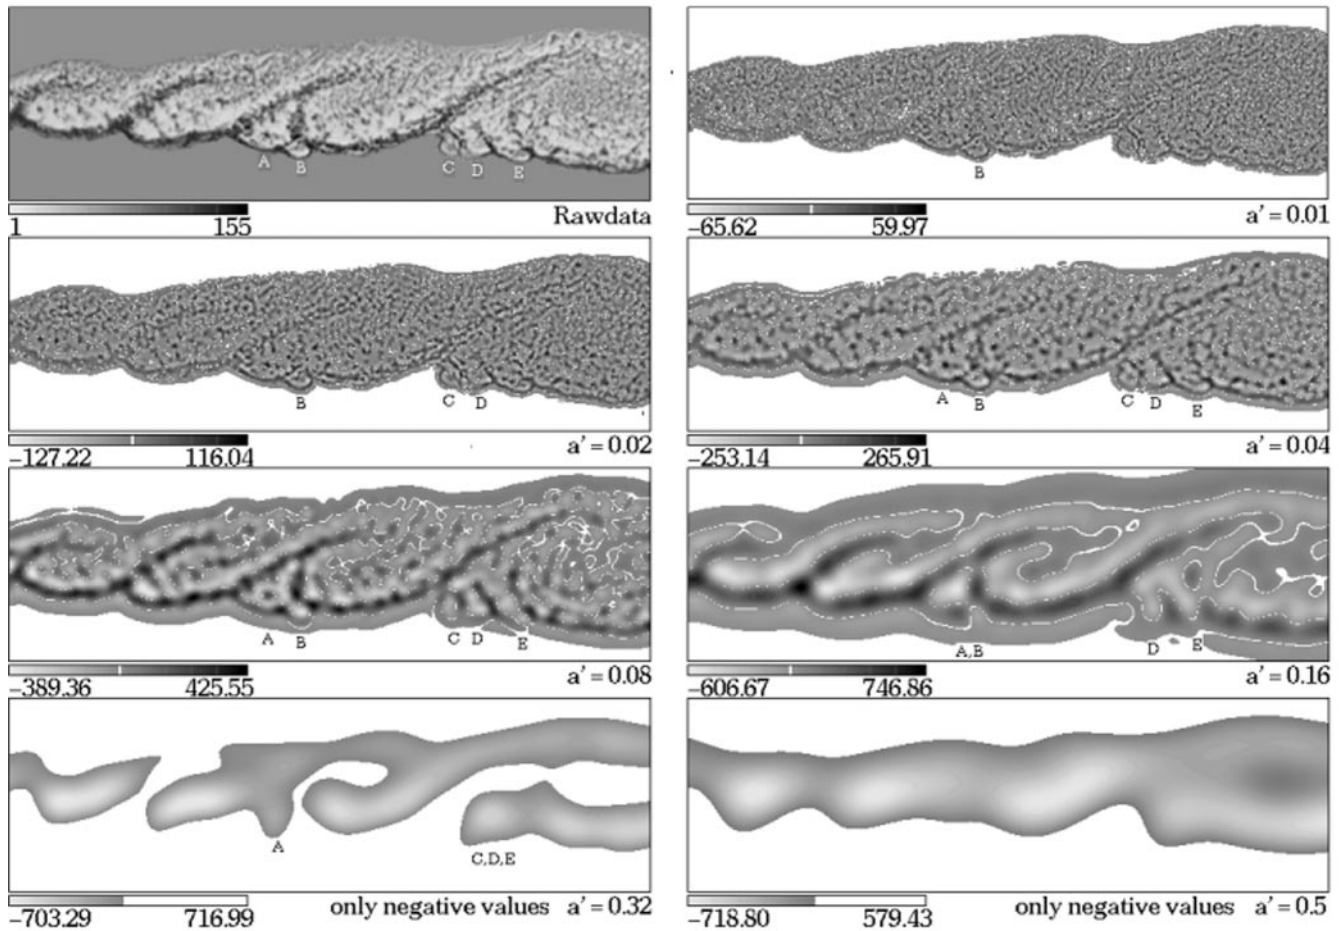 A B C D E
1 155 Rawdata
B
−65.62 59.97 a' = 0.01
B C D
−127.22 116.04 a' = 0.02
A B C D E
−253.14 265.91 a' = 0.04
A B C D E
−389.36 425.55 a' = 0.08
A,B D E
−606.67 746.86 a' = 0.16
A C,D,E
−703.29 716.99 only negative values a' = 0.32
−718.80 579.43 only negative values a' = 0.5